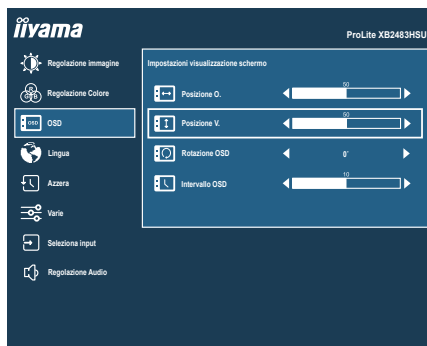 iiyama
ProLite XB2483HSU
Regolazione immagine
Regolazione Colore
OSD
Lingua
Azzera
Varie
Seleziona input
Regolazione Audio
Impostazioni visualizzazione schermo
Posizione O.
50
Posizione V.
50
Rotazione OSD
0°
Intervallo OSD
10